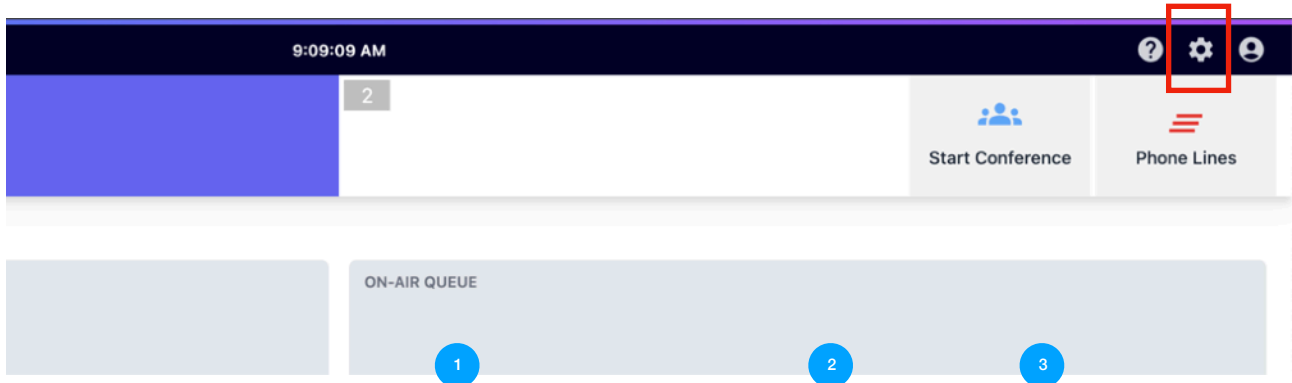 9:09:09 AM
2
Start Conference
Phone Lines
ON-AIR QUEUE
1
2
3